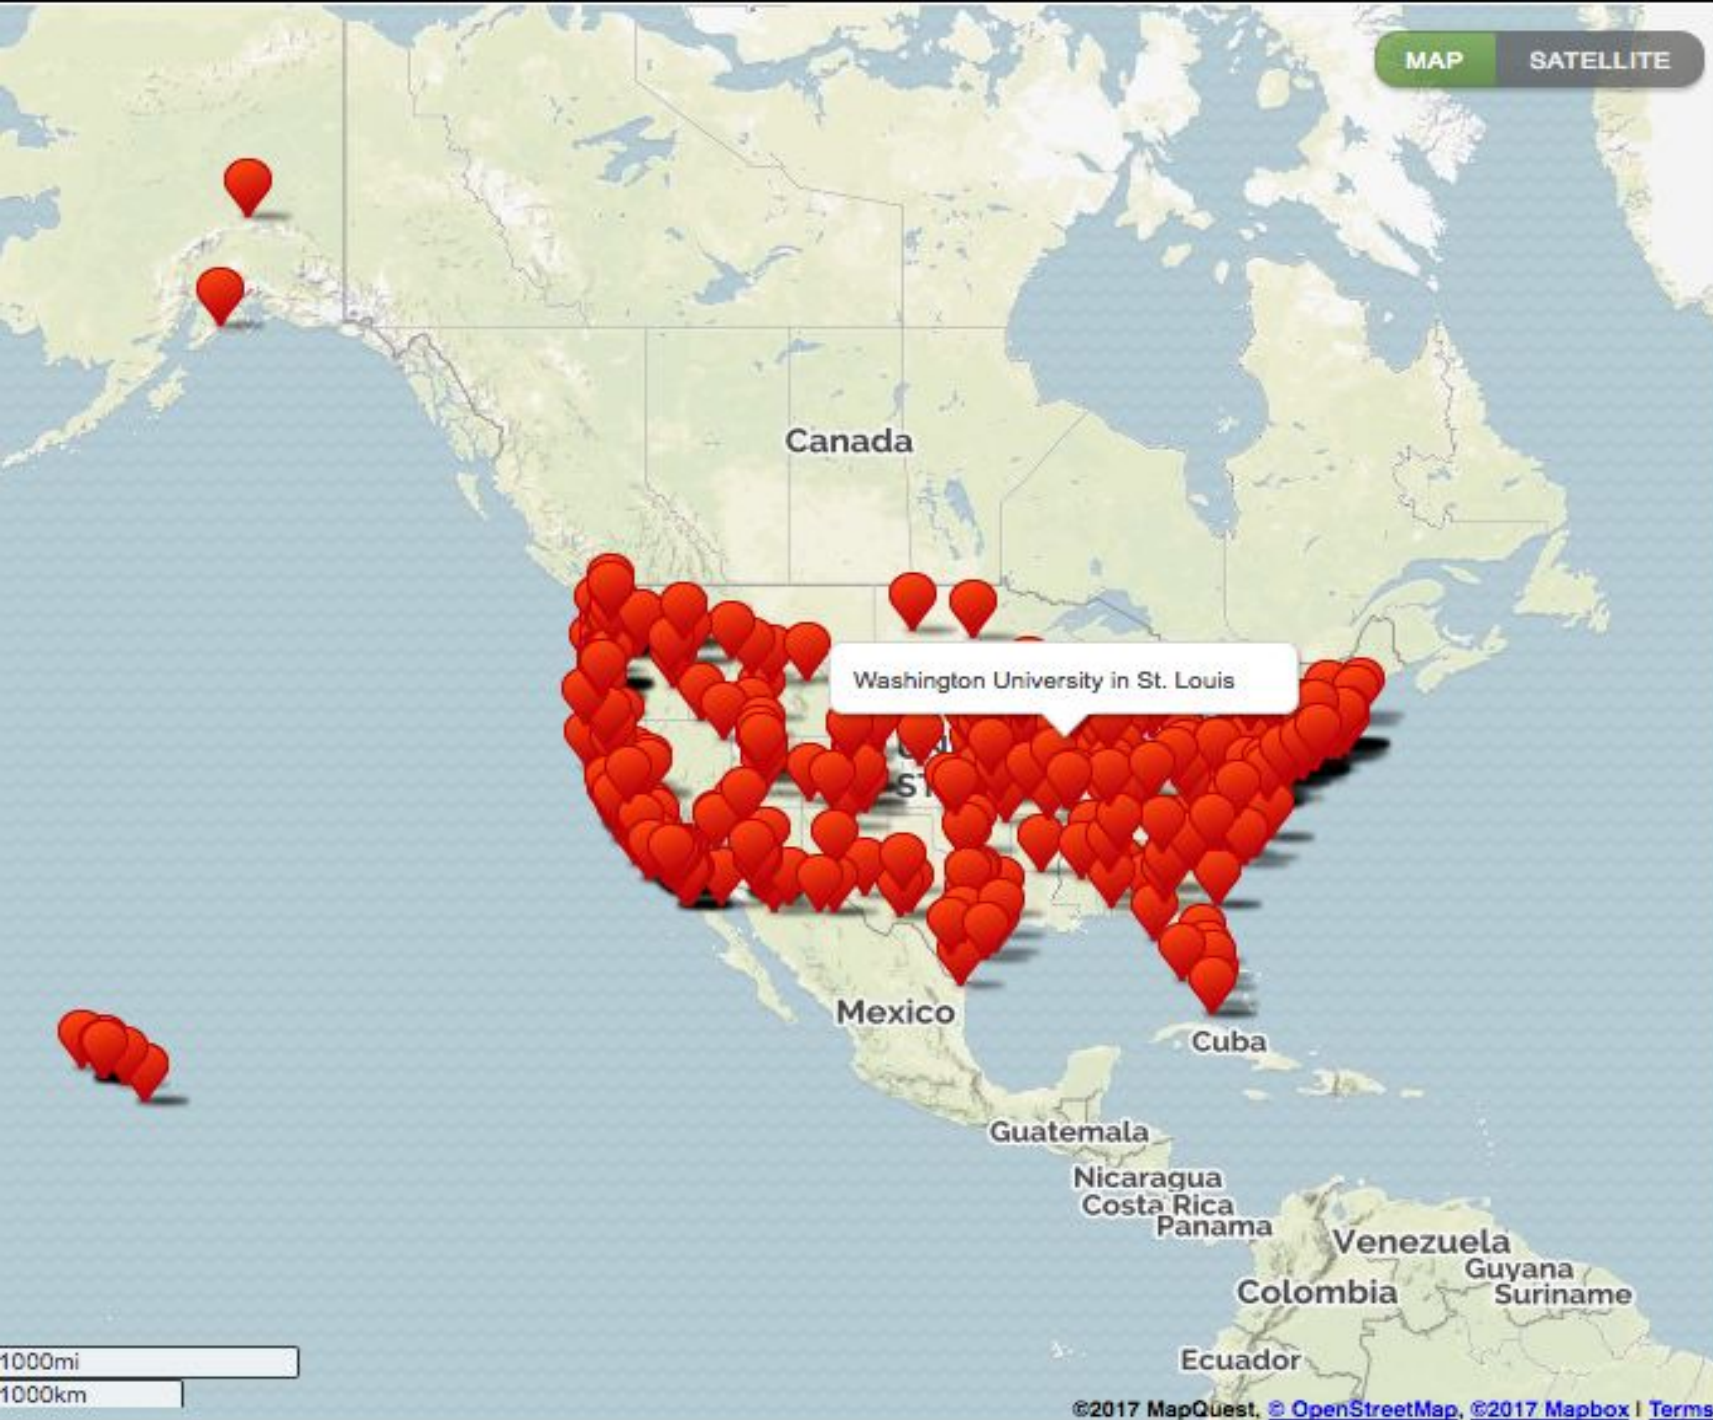 MAP SATELLITE
Canada
Washington University in St. Louis
ST
Mexico
Cuba
Guatemala
Nicaragua
Costa Rica
Panama
Venezuela
Guyana
Colombia
Suriname
1000mi
Ecuador
1000km
©2017 MapQuest, © OpenStreetMap, ©2017 Mapbox | Terms